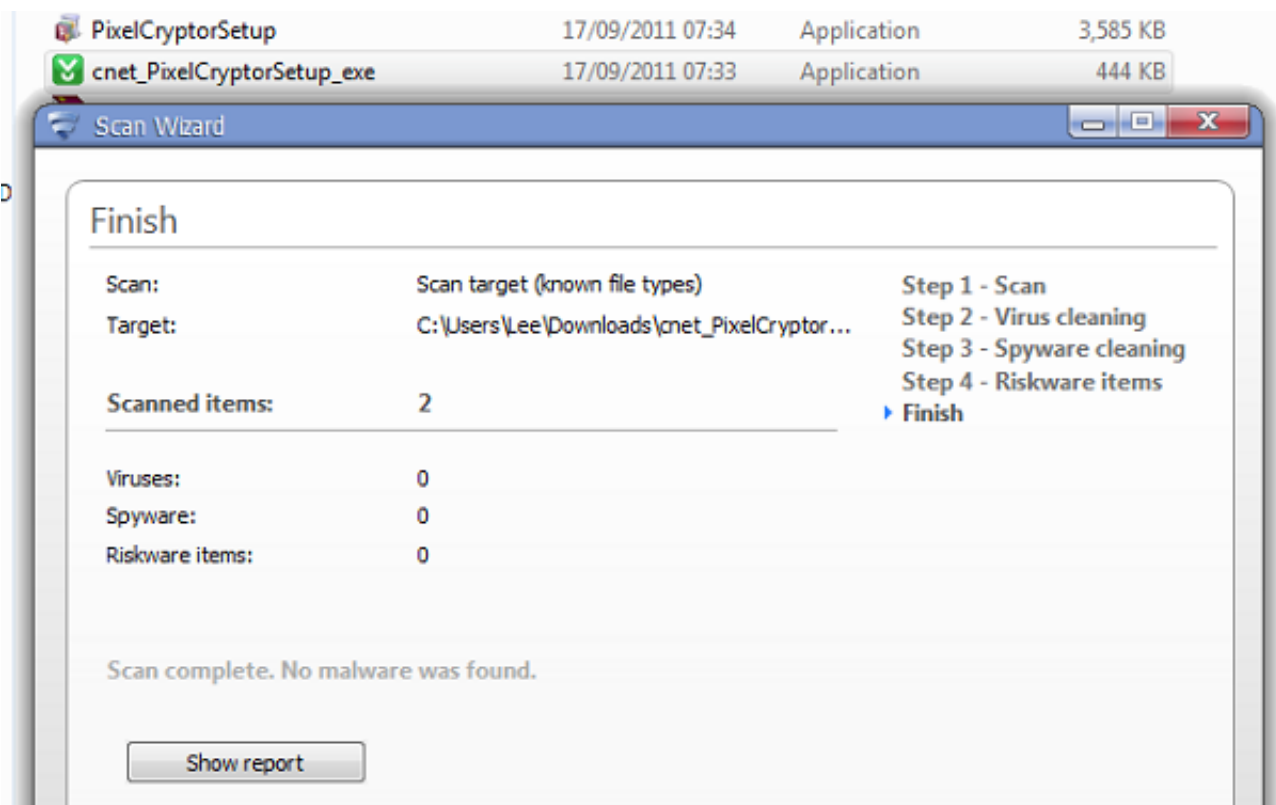 PixelCryptorSetup 17/09/2011 07:34 Application 3,585 KB
cnet_PixelCryptorSetup_exe 17/09/2011 07:33 Application 444 KB
Scan Wizard
Finish
Scan: Scan target (known file types) Step 1 - Scan
Target: C:\Users\Lee\Downloads\cnet_PixelCryptor... Step 2 - Virus cleaning
Step 3 - Spyware cleaning
Step 4 - Riskware items
Scanned items: 2 Finish
Viruses: 0
Spyware: 0
Riskware items: 0
Scan complete. No malware was found.
Show report